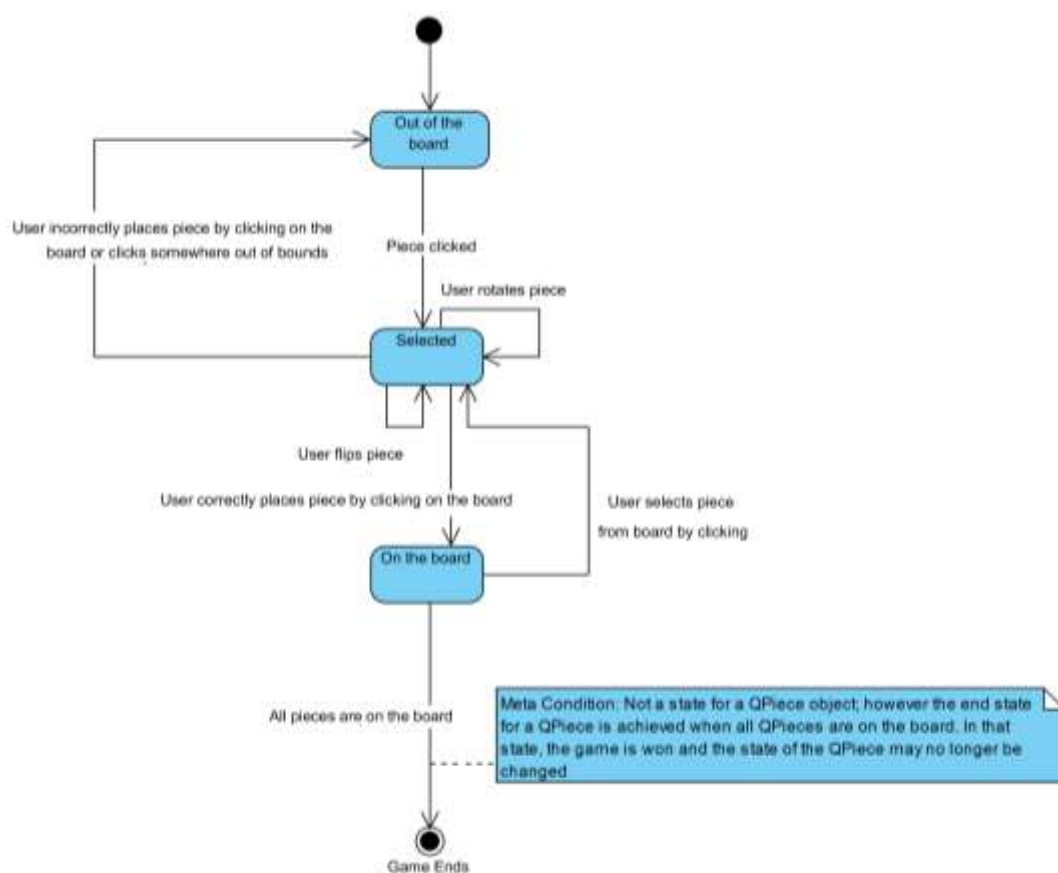 Out of the
board
User incorrectly places piece by clicking on the
board or clicks somewhere out of bounds
Piece clicked
User rotates piece
Selected
User flips piece
User correctly places piece by clicking on the board
User selects piece
from board by clicking
On the board
All pieces are on the board
Meta Condition: Not a state for a QPiece object; however the end state
for a QPiece is achieved when all QPieces are on the board. In that
state, the game is won and the state of the QPiece may no longer be
changed
Game Ends